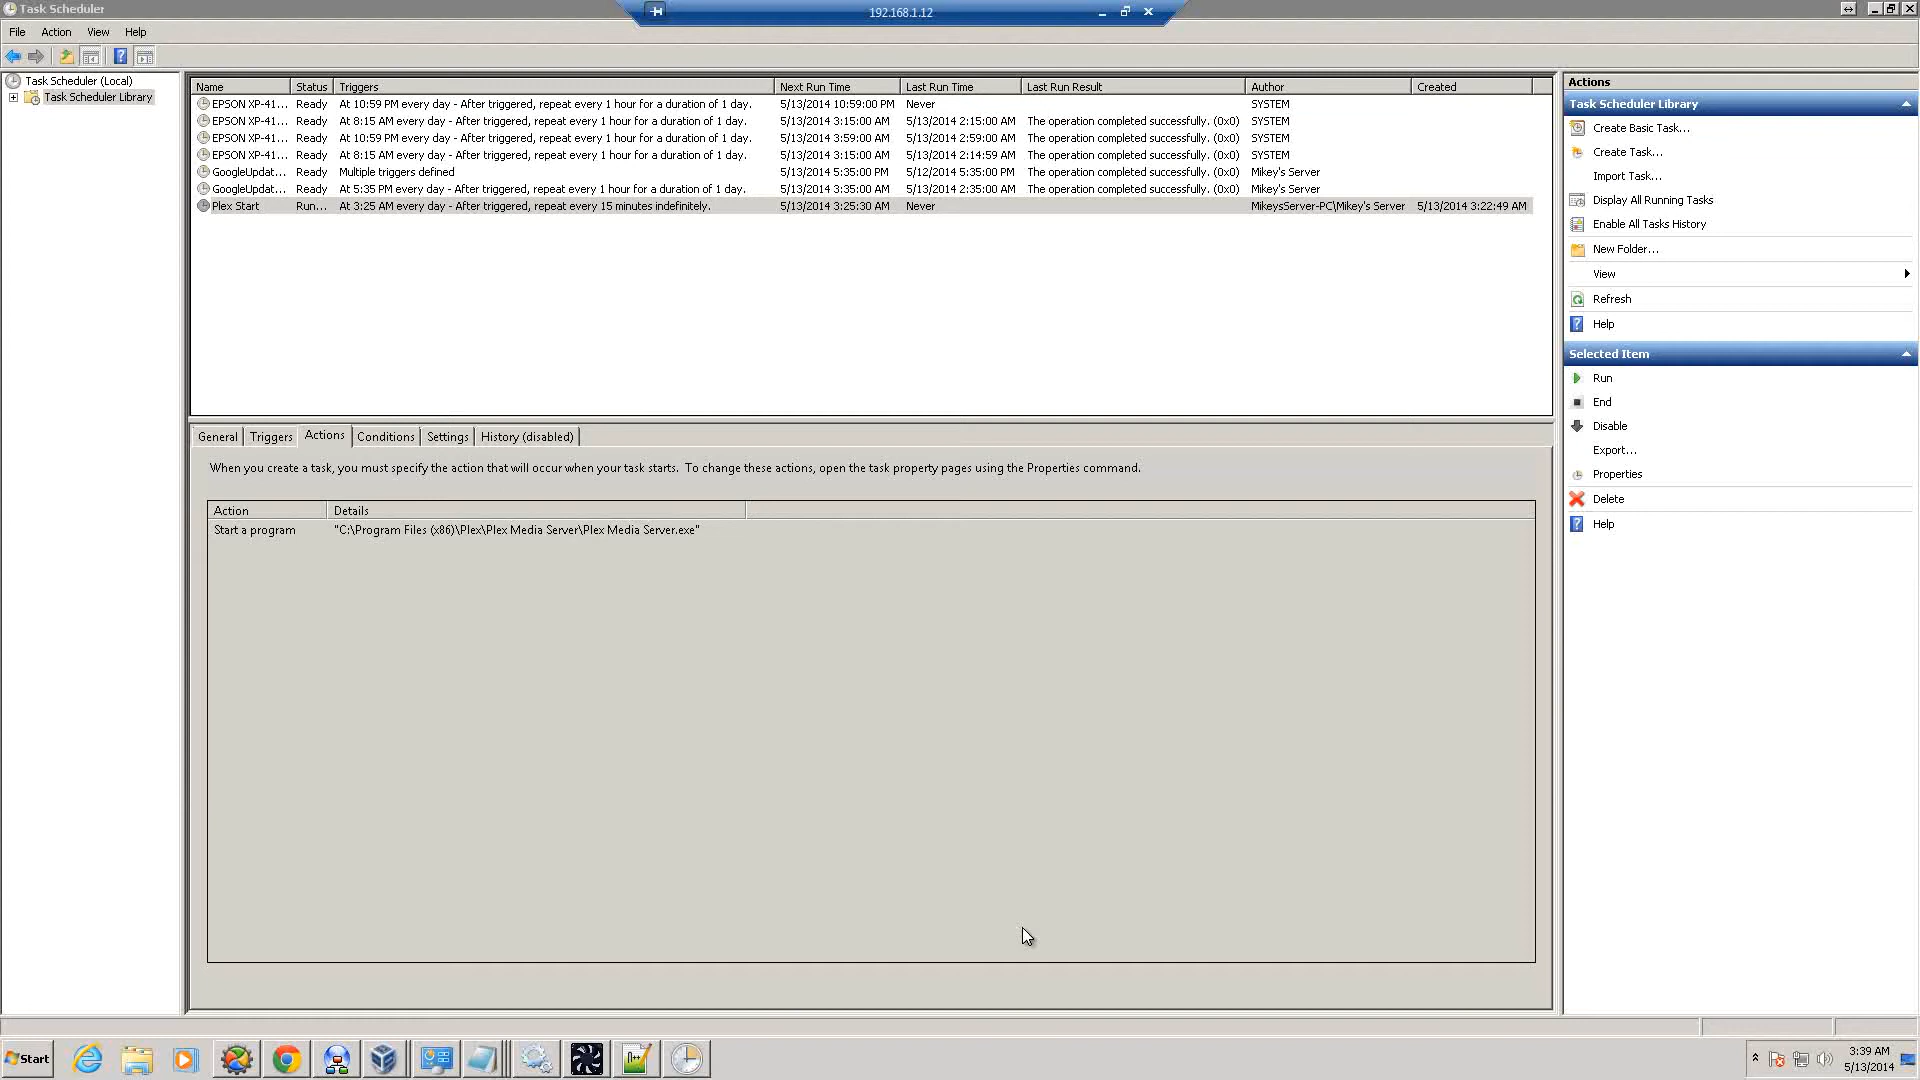 Task Scheduler
192.168.1.12
File Action View Help
Task Scheduler (Local)
Task Scheduler Library
Name Status Triggers Next Run Time Last Run Time Last Run Result Author Created
EPSON XP-41... Ready At 10:59 PM every day - After triggered, repeat every 1 hour for a duration of 1 day. 5/13/2014 10:59:00 PM Never SYSTEM
EPSON XP-41... Ready At 8:15 AM every day - After triggered, repeat every 1 hour for a duration of 1 day. 5/13/2014 3:15:00 AM 5/13/2014 2:15:00 AM The operation completed successfully. (0x0) SYSTEM
EPSON XP-41... Ready At 10:59 PM every day - After triggered, repeat every 1 hour for a duration of 1 day. 5/13/2014 3:59:00 AM 5/13/2014 2:59:00 AM The operation completed successfully. (0x0) SYSTEM
EPSON XP-41... Ready At 8:15 AM every day - After triggered, repeat every 1 hour for a duration of 1 day. 5/13/2014 3:15:00 AM 5/13/2014 2:14:59 AM The operation completed successfully. (0x0) SYSTEM
GoogleUpdat... Ready Multiple triggers defined 5/13/2014 5:35:00 PM 5/12/2014 5:35:00 PM The operation completed successfully. (0x0) Mikey's Server
GoogleUpdat... Ready At 5:35 PM every day - After triggered, repeat every 1 hour for a duration of 1 day. 5/13/2014 3:35:00 AM 5/13/2014 2:35:00 AM The operation completed successfully. (0x0) Mikey's Server
Plex Start Run... At 3:25 AM every day - After triggered, repeat every 15 minutes indefinitely. 5/13/2014 3:25:30 AM Never MikeysServer-PC\Mikey's Server 5/13/2014 3:22:49 AM
General Triggers Actions Conditions Settings History (disabled)
When you create a task, you must specify the action that will occur when your task starts. To change these actions, open the task property pages using the Properties command.
Action Details
Start a program "C:\Program Files (x86)\Plex\Plex Media Server\Plex Media Server.exe"
Actions
Task Scheduler Library
Create Basic Task...
Create Task...
Import Task...
Display All Running Tasks
Enable All Tasks History
New Folder...
View
Refresh
Help
Selected Item
Run
End
Disable
Export...
Properties
Delete
Help
Start
3:39 AM
5/13/2014